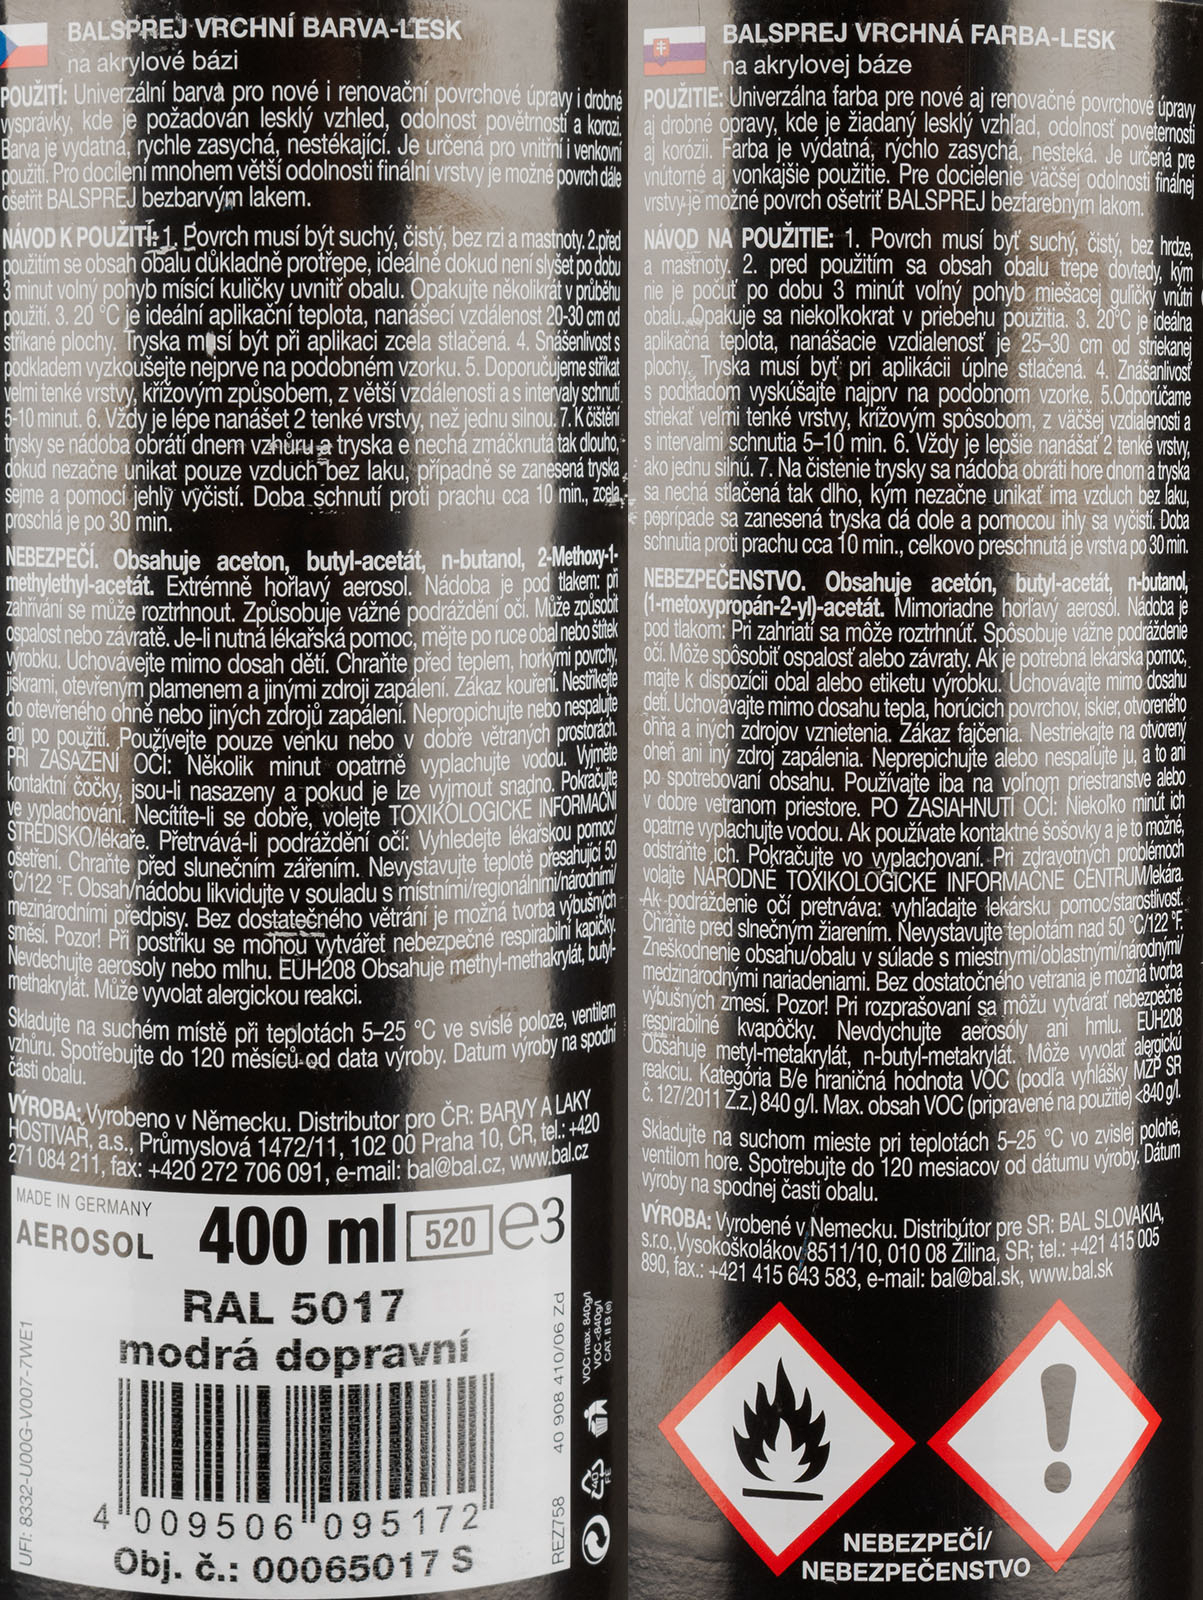 BALSPREJ VRCHNÍ BARVA-LESK
na akrylové bázi
POUŽITÍ: Univerzální barva pro nové i renovační povrchové úpravy i drobné
vysprávky, kde je požadován lesklý vzhled, odolnost povětrnosti a korozi.
Barva je vydatná, rychle zasychá, nestékající. Je určená pro vnitřní i venkovní
použití. Pro docílení mnohem větší odolnosti finální vrstvy je možné povrch dále
ošetřit BALSPREJ bezbarvým lakem.
NÁVOD K POUŽITÍ: 1. Povrch musí být suchý, čistý, bez rzi a mastnoty. 2.před
použitím se obsah obalu důkladně protřepe, ideálně dokud není slyšet po dobu
3 minut volný pohyb mísící kuličky uvnitř obalu. Opakujte několikrát v průběhu
použití. 3. 20 °C je ideální aplikační teplota, nanášecí vzdálenost 20-30 cm od
stříkané plochy. Tryska musí být při aplikaci zcela stlačená. 4. Snášenlivost s
podkladem vyzkoušejte nejprve na podobném vzorku. 5. Doporučujeme stříkat
velmi tenké vrstvy, křížovým způsobem, z větší vzdálenosti a s intervaly schnutí
5-10 minut. 6. Vždy je lépe nanášet 2 tenké vrstvy, než jednu silnou. 7. K čištění
trysky se nádoba obrátí dnem vzhůru a tryska e nechá zmáčknutá tak dlouho,
dokud nezačne unikat pouze vzduch bez laku, případně se zanesená tryska
sejme a pomocí jehly vyčistí. Doba schnutí proti prachu cca 10 min., zcela
proschlá je po 30 min.
NEBEZPEČÍ. Obsahuje aceton, butyl-acetát, n-butanol, 2-Methoxy-1-
methylethyl-acetát. Extrémně hořlavý aerosol. Nádoba je pod tlakem: při
zahřívání se může roztrhnout. Způsobuje vážné podráždění očí. Může způsobit
ospalost nebo závratě. Je-li nutná lékařská pomoc, mějte po ruce obal nebo štítek
výrobku. Uchovávejte mimo dosah dětí. Chraňte před teplem, horkými povrchy,
jiskrami, otevřeným plamenem a jinými zdroji zapálení. Zákaz kouření. Nestříkejte
do otevřeného ohně nebo jiných zdrojů zapálení. Nepropichujte nebo nespalujte
ani po použití. Používejte pouze venku nebo v dobře větraných prostorách.
PŘI ZASAŽENÍ OČÍ: Několik minut opatrně vyplachujte vodou. Vyjměte
kontaktní čočky, jsou-li nasazeny a pokud je lze vyjmout snadno. Pokračujte
ve vyplachování. Necítíte-li se dobře, volejte TOXIKOLOGICKÉ INFORMAČNÍ
STŘEDISKO/lékaře. Přetrvává-li podráždění očí: Vyhledejte lékařskou pomoc/
ošetření. Chraňte před slunečním zářením. Nevystavujte teplotě přesahující 50
°C/122 °F. Obsah/nádobu likvidujte v souladu s místními/regionálními/národními/
mezinárodními předpisy. Bez dostatečného větrání je možná tvorba výbušných
směsí. Pozor! Při postřiku se mohou vytvářet nebezpečné respirabilní kapičky.
Nevdechujte aerosoly nebo mlhu. EUH208 Obsahuje methyl-methakrylát, butyl-
methakrylát. Může vyvolat alergickou reakci.
Skladujte na suchém místě při teplotách 5–25 °C ve svislé poloze, ventilem
vzhůru. Spotřebujte do 120 měsíců od data výroby. Datum výroby na spodní
části obalu.
VÝROBA: Vyrobeno v Německu. Distributor pro ČR: BARVY A LAKY
HOSTIVAŘ, a.s., Průmyslová 1472/11, 102 00 Praha 10, ČR, tel.: +420
271 084 211, fax: +420 272 706 091, e-mail: bal@bal.cz, www.bal.cz
MADE IN GERMANY
AEROSOL 400 ml 520 e3
RAL 5017
modrá dopravní
4 009506 095172
Obj. č.: 00065017 S
UFI: 8332-U00G-V007-7WE1
REZ758 40 908 410/06 Zd
VOC max. 840g/l
VOC <840g/l
CAT. II B (e)
40
FE
BALSPREJ VRCHNÁ FARBA-LESK
na akrylovej báze
POUŽITIE: Univerzálna farba pre nové aj renovačné povrchové úpravy
aj drobné opravy, kde je žiadaný lesklý vzhľad, odolnosť poveternosti
aj korózii. Farba je výdatná, rýchlo zasychá, nesteká. Je určená pre
vnútorné aj vonkajšie použitie. Pre docielenie väčšej odolnosti finálnej
vrstvy je možné povrch ošetriť BALSPREJ bezfarebným lakom.
NÁVOD NA POUŽITIE: 1. Povrch musí byť suchý, čistý, bez hrdze,
a mastnoty. 2. pred použitím sa obsah obalu trepe dovtedy, kým
nie je počuť po dobu 3 minút voľný pohyb miešacej guličky vnútri
obalu. Opakuje sa niekoľkokrat v priebehu použitia. 3. 20°C je ideálna
aplikačná teplota, nanášacie vzdialenosť je 25–30 cm od striekanej
plochy. Tryska musí byť pri aplikácii úplne stlačená. 4. Znášanlivosť
s podkladom vyskúšajte najprv na podobnom vzorke. 5.Odporúčame
striekať veľmi tenké vrstvy, krížovým spôsobom, z väčšej vzdialenosti a
s intervalmi schnutia 5–10 min. 6. Vždy je lepšie nanášať 2 tenké vrstvy,
ako jednu silnú. 7. Na čistenie trysky sa nádoba obráti hore dnom a tryska
sa nechá stlačená tak dlho, kym nezačne unikať ima vzduch bez laku,
poprípade sa zanesená tryska dá dole a pomocou ihly sa vyčistí. Doba
schnutia proti prachu cca 10 min., celkovo preschnutá je vrstva po 30 min.
NEBEZPEČENSTVO. Obsahuje acetón, butyl-acetát, n-butanol,
(1-metoxypropán-2-yl)-acetát. Mimoriadne horľavý aerosól. Nádoba je
pod tlakom: Pri zahriatí sa môže roztrhnúť. Spôsobuje vážne podráždenie
očí. Môže spôsobiť ospalosť alebo závraty. Ak je potrebná lekárska pomoc,
majte k dispozícii obal alebo etiketu výrobku. Uchovávajte mimo dosahu
detí. Uchovávajte mimo dosahu tepla, horúcich povrchov, iskier, otvoreného
ohňa a iných zdrojov vznietenia. Zákaz fajčenia. Nestriekajte na otvorený
oheň ani iný zdroj zapálenia. Neprepichujte alebo nespaľujte ju, a to ani
po spotrebovaní obsahu. Používajte iba na voľnom priestranstve alebo
v dobre vetranom priestore. PO ZASIAHNUTÍ OČÍ: Niekoľko minút ich
opatrne vyplachujte vodou. Ak používate kontaktné šošovky a je to možné,
odstráňte ich. Pokračujte vo vyplachovaní. Pri zdravotných problémoch
volajte NÁRODNÉ TOXIKOLOGICKÉ INFORMAČNÉ CENTRUM/lekára.
Ak podráždenie očí pretrváva: vyhľadajte lekársku pomoc/starostlivosť.
Chráňte pred slnečným žiarením. Nevystavujte teplotám nad 50 °C/122 °F.
Zneškodnenie obsahu/obalu v súlade s miestnymi/oblastnými/národnými/
medzinárodnými nariadeniami. Bez dostatočného vetrania je možná tvorba
výbušných zmesí. Pozor! Pri rozprašovaní sa môžu vytvárať nebezpečné
respirabilné kvapôčky. Nevdychujte aerosóly ani hmlu. EUH208
Obsahuje metyl-metakrylát, n-butyl-metakrylát. Môže vyvolať alergickú
reakciu. Kategória B/e hraničná hodnota VOC (podľa vyhlášky MŽP SR
č. 127/2011 Z.z.) 840 g/l. Max. obsah VOC (pripravené na použitie) <840 g/l.
Skladujte na suchom mieste pri teplotách 5–25 °C vo zvislej polohe,
ventilom hore. Spotrebujte do 120 mesiacov od dátumu výroby. Dátum
výroby na spodnej časti obalu.
VÝROBA: Vyrobené v Nemecku. Distribútor pre SR: BAL SLOVAKIA,
s.r.o.,Vysokoškolákov 8511/10, 010 08 Žilina, SR; tel.: +421 415 005
890, fax.: +421 415 643 583, e-mail: bal@bal.sk, www.bal.sk
NEBEZPEČÍ/
NEBEZPEČENSTVO